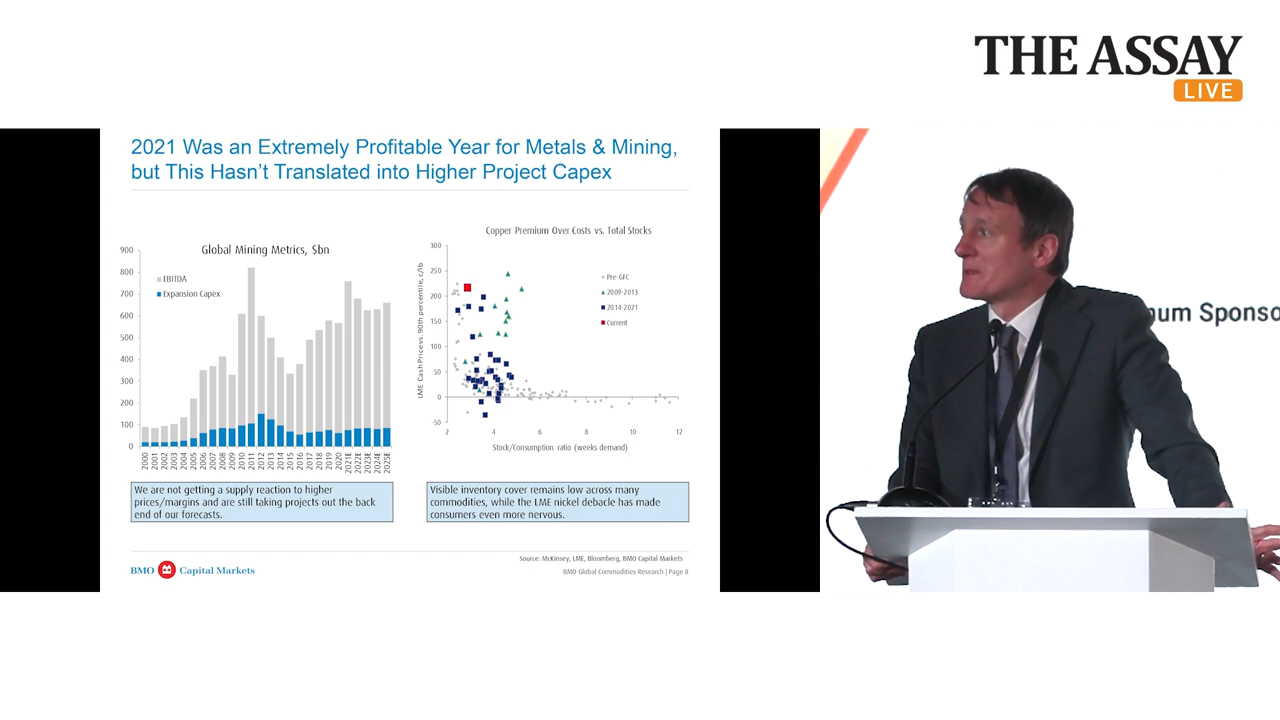 THE ASSAY
LIVE
2021 Was an Extremely Profitable Year for Metals & Mining,
but This Hasn't Translated into Higher Project Capex
Global Mining Metrics, $bn
900
800
700
600
500
400
300
200
100
0
EBITDA
Expansion Capex
2000
2001
2002
2003
2004
2005
2006
2007
2008
2009
2010
2011
2012
2013
2014
2015
2016
2017
2018
2019
2020
2021E
2022E
2023E
2024E
2025E
Copper Premium Over Costs vs. Total Stocks
LME Cash Price vs. 90th percentile, c/lb
300
250
200
150
100
50
0
-50
Pre-GFC
2009-2013
2014-2021
Current
2 4 6 8 10 12
Stock/Consumption ratio (weeks demand)
We are not getting a supply reaction to higher
prices/margins and are still taking projects out the back
end of our forecasts.
Visible inventory cover remains low across many
commodities, while the LME nickel debacle has made
consumers even more nervous.
Source: McKinsey, LME, Bloomberg, BMO Capital Markets
BMO Capital Markets
BMO Global Commodities Research | Page 8
num Sponso